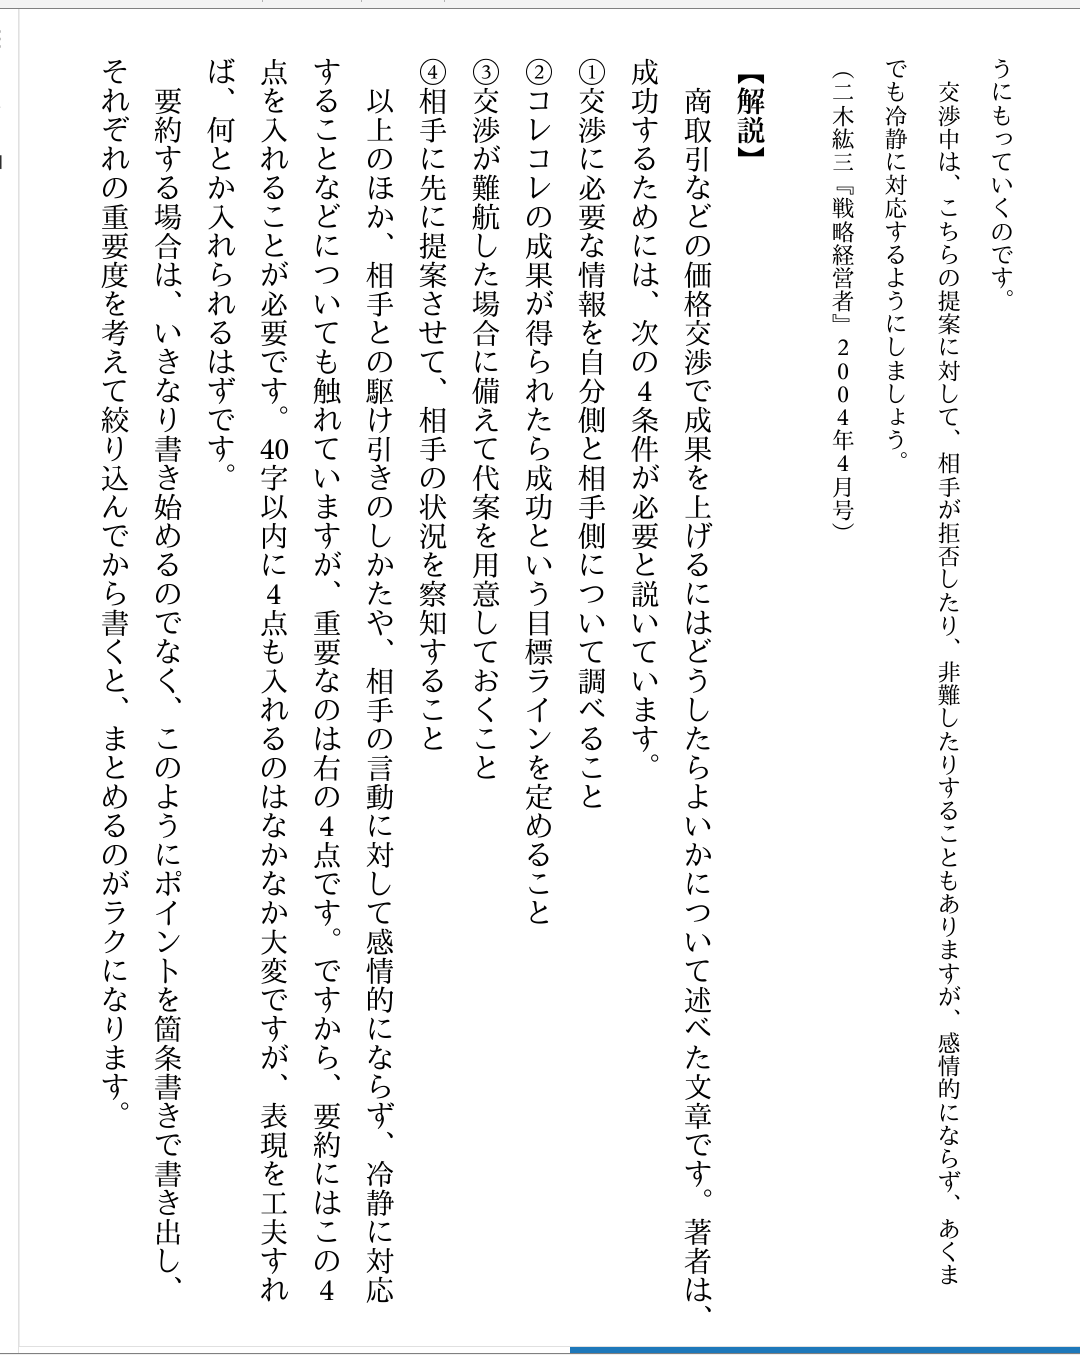 うにもっていくのです。
　交渉中は、こちらの提案に対して、相手が拒否したり、非難したりすることもありますが、感情的にならず、あくま
でも冷静に対応するようにしましょう。
（二木紘三『戦略経営者』2004年4月号）
【解説】
　商取引などの価格交渉で成果を上げるにはどうしたらよいかについて述べた文章です。著者は、
成功するためには、次の4条件が必要と説いています。
①交渉に必要な情報を自分側と相手側について調べること
②コレコレの成果が得られたら成功という目標ラインを定めること
③交渉が難航した場合に備えて代案を用意しておくこと
④相手に先に提案させて、相手の状況を察知すること
　以上のほか、相手との駆け引きのしかたや、相手の言動に対して感情的にならず、冷静に対応
することなどについても触れていますが、重要なのは右の4点です。ですから、要約にはこの4
点を入れることが必要です。40字以内に4点も入れるのはなかなか大変ですが、表現を工夫すれ
ば、何とか入れられるはずです。
　要約する場合は、いきなり書き始めるのでなく、このようにポイントを箇条書きで書き出し、
それぞれの重要度を考えて絞り込んでから書くと、まとめるのがラクになります。